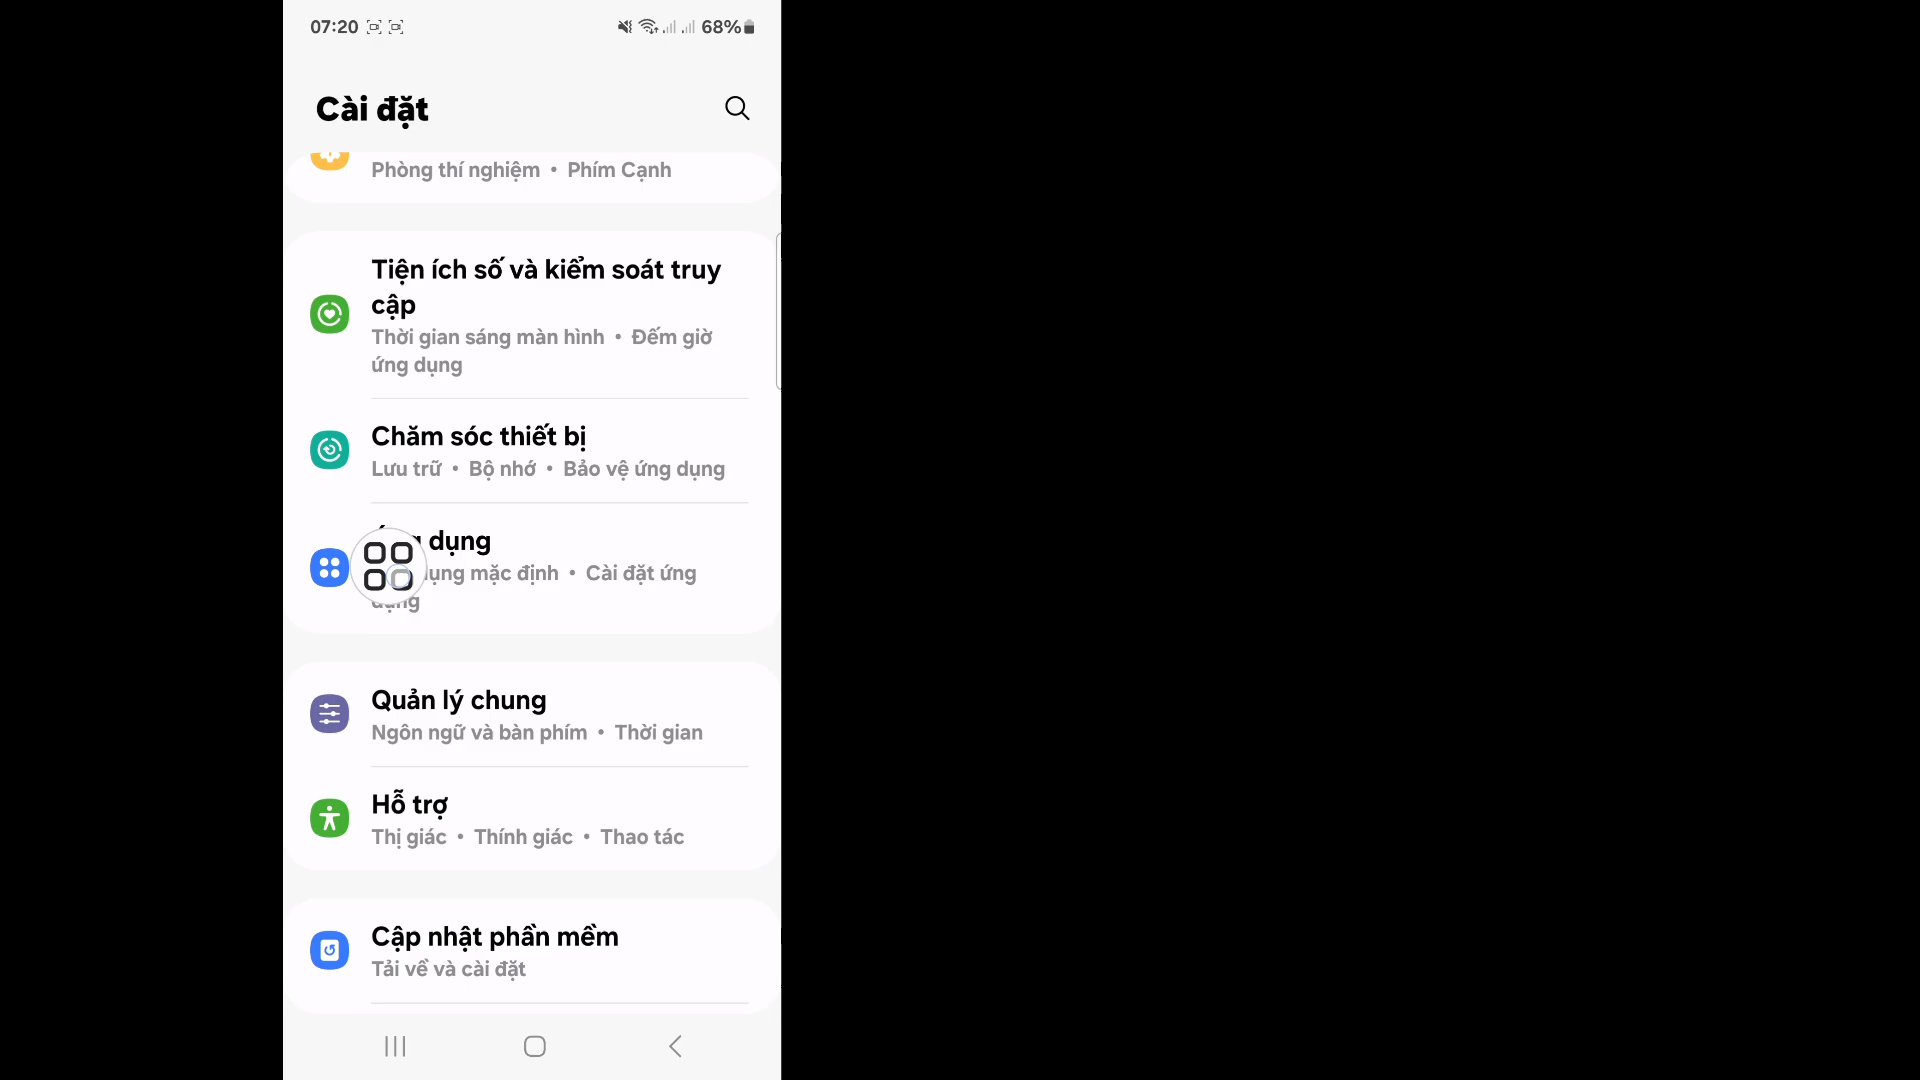 07:20 68%
Cài đặt
Phòng thí nghiệm • Phím Cạnh
Tiện ích số và kiểm soát truy
cập
Thời gian sáng màn hình • Đếm giờ
ứng dụng
Chăm sóc thiết bị
Lưu trữ • Bộ nhớ • Bảo vệ ứng dụng
dụng
dụng mặc định • Cài đặt ứng
dụng
Quản lý chung
Ngôn ngữ và bàn phím • Thời gian
Hỗ trợ
Thị giác • Thính giác • Thao tác
Cập nhật phần mềm
Tải về và cài đặt